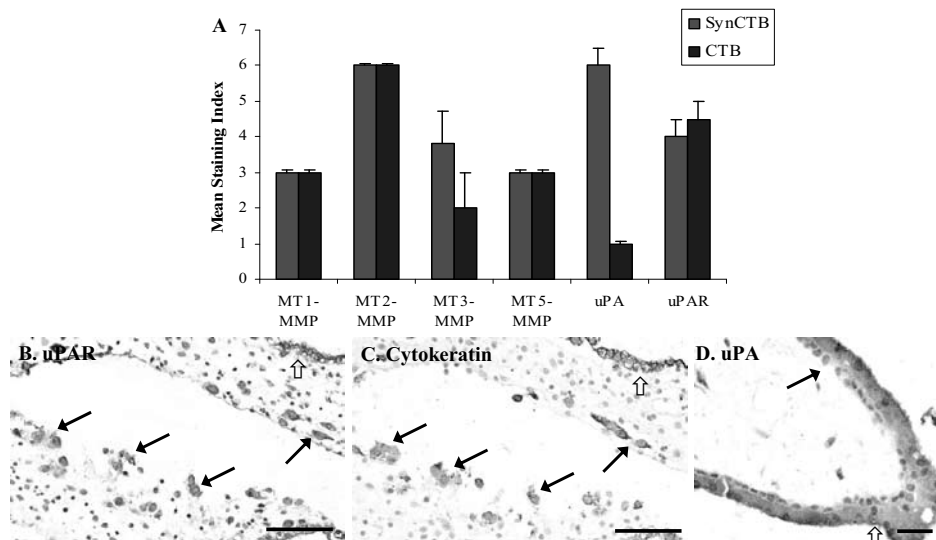 A
SynCTB
CTB
Mean Staining Index
7
6
5
4
3
2
1
0
MT1-
MMP
MT2-
MMP
MT3-
MMP
MT5-
MMP
uPA
uPAR
B. uPAR
C. Cytokeratin
D. uPA